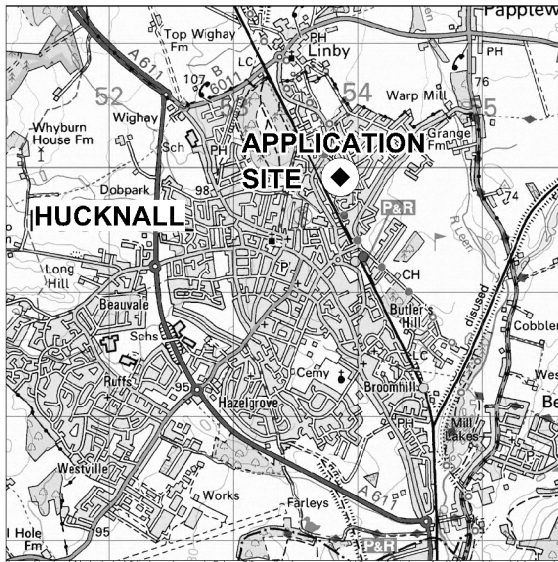 Papplew
Top Wighay
Fm
PH
Linby
PH
LC
A 611
107
B
6011
76
52
53
54
55
Warp Mill
Wighay
Whyburn
House Fm
Sch
PH
APPLICATION
SITE
Grange
Fm
Dobpark
98
74
P&R
HUCKNALL
R Leen
Long
Hill
P
CH
Beauvale
Butler's
Hill
disused
Cobbler
Schs
LC
Cemy
Wes
Ruffs
95
Broomhill
Be
Hazelgrove
PH
Mill
Lakes
P
Westville
Works
A 611
Farleys
l Hole
Fm
95
P&R